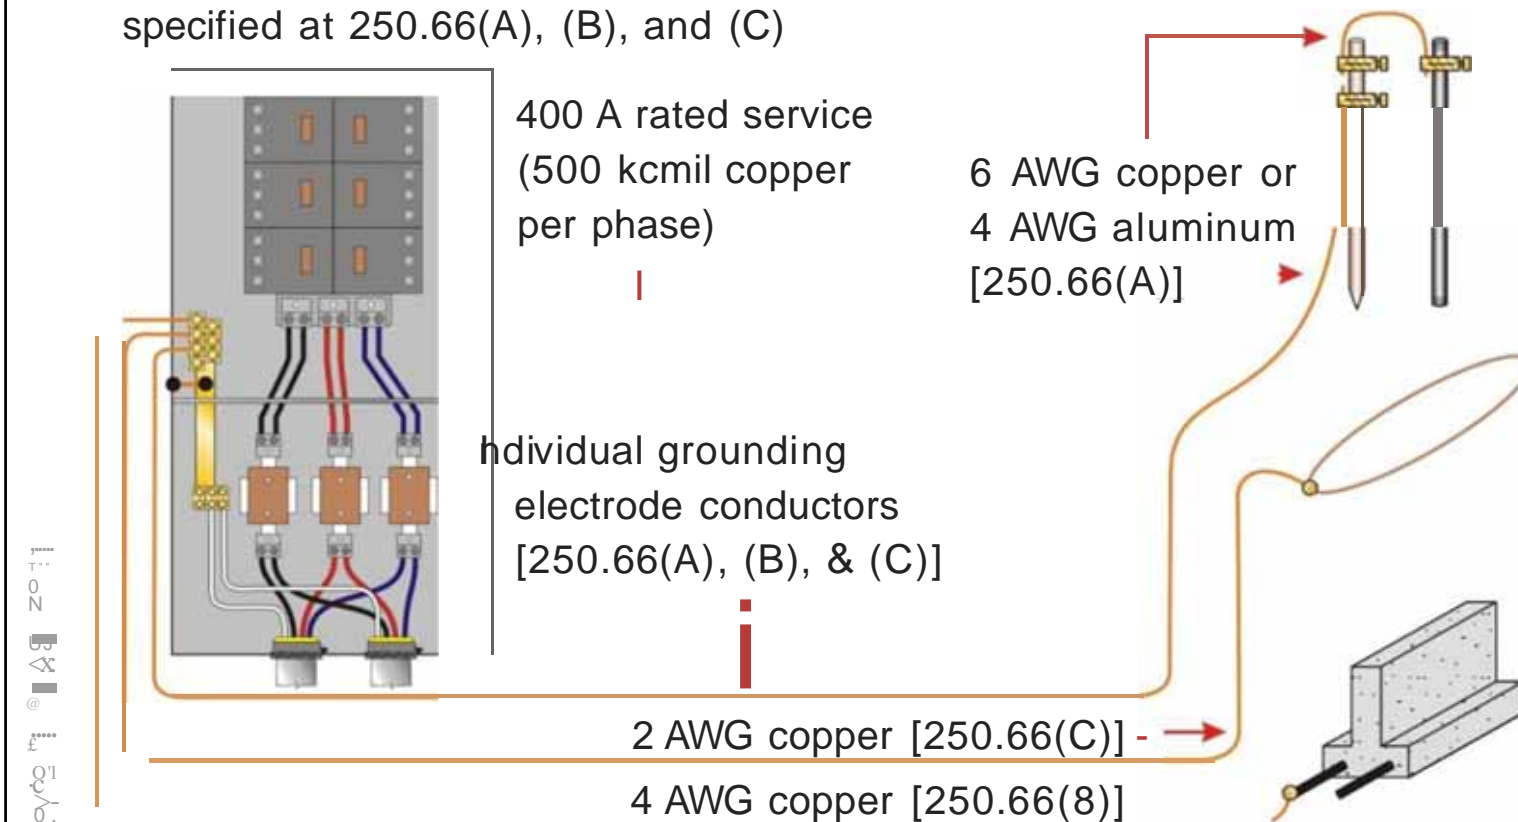 specified at 250.66(A), (B), and (C)
400 A rated service
(500 kcmil copper
per phase)
6 AWG copper or
4 AWG aluminum
[250.66(A)]
ndividual grounding
electrode conductors
[250.66(A), (B), & (C)]
2 AWG copper [250.66(C)] -
4 AWG copper [250.66(8)]